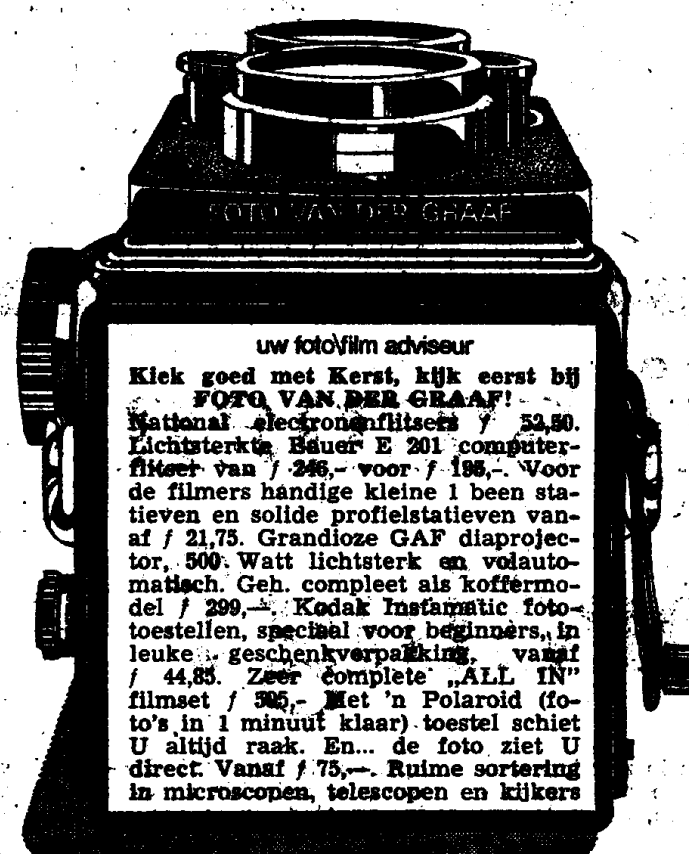 FOTO VAN DER GRAAF
uw foto\film adviseur
Kiek goed met Kerst, kijk eerst bij
FOTO VAN DER GRAAF!
National electronenflitsers ƒ 52,50.
Lichtsterkte Bauer E 201 computer-
flitser van ƒ 246,- voor ƒ 195,-. Voor
de filmers handige kleine 1 been sta-
tieven en solide profielstatieven van-
af ƒ 21,75. Grandioze GAF diaprojec-
tor, 500 Watt lichtsterk en volauto-
matisch. Geh. compleet als koffermo-
del ƒ 299,—. Kodak Instamatic foto-
toestellen, speciaal voor beginners, in
leuke geschenkverpakking, vanaf
ƒ 44,85. Zeer complete „ALL IN”
filmset ƒ Met 'n Polaroid (fo-
to's in 1 minuut klaar) toestel schiet
U altijd raak. En... de foto ziet U
direct. Vanaf ƒ 75,—. Ruime sortering
in microscopen, telescopen en kijkers